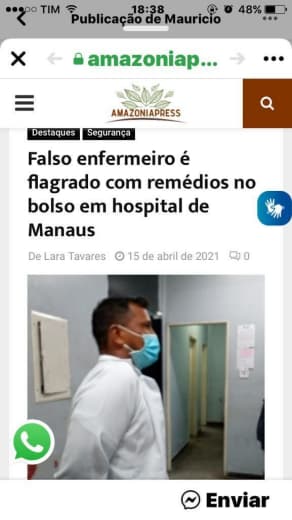 TIM 18:38 48%
Publicação de Mauricio
amazoniap...
AMAZONIAPRESS
Destaques Segurança
Falso enfermeiro é
flagrado com remédios no
bolso em hospital de
Manaus
De Lara Tavares 15 de abril de 2021 0
Enviar